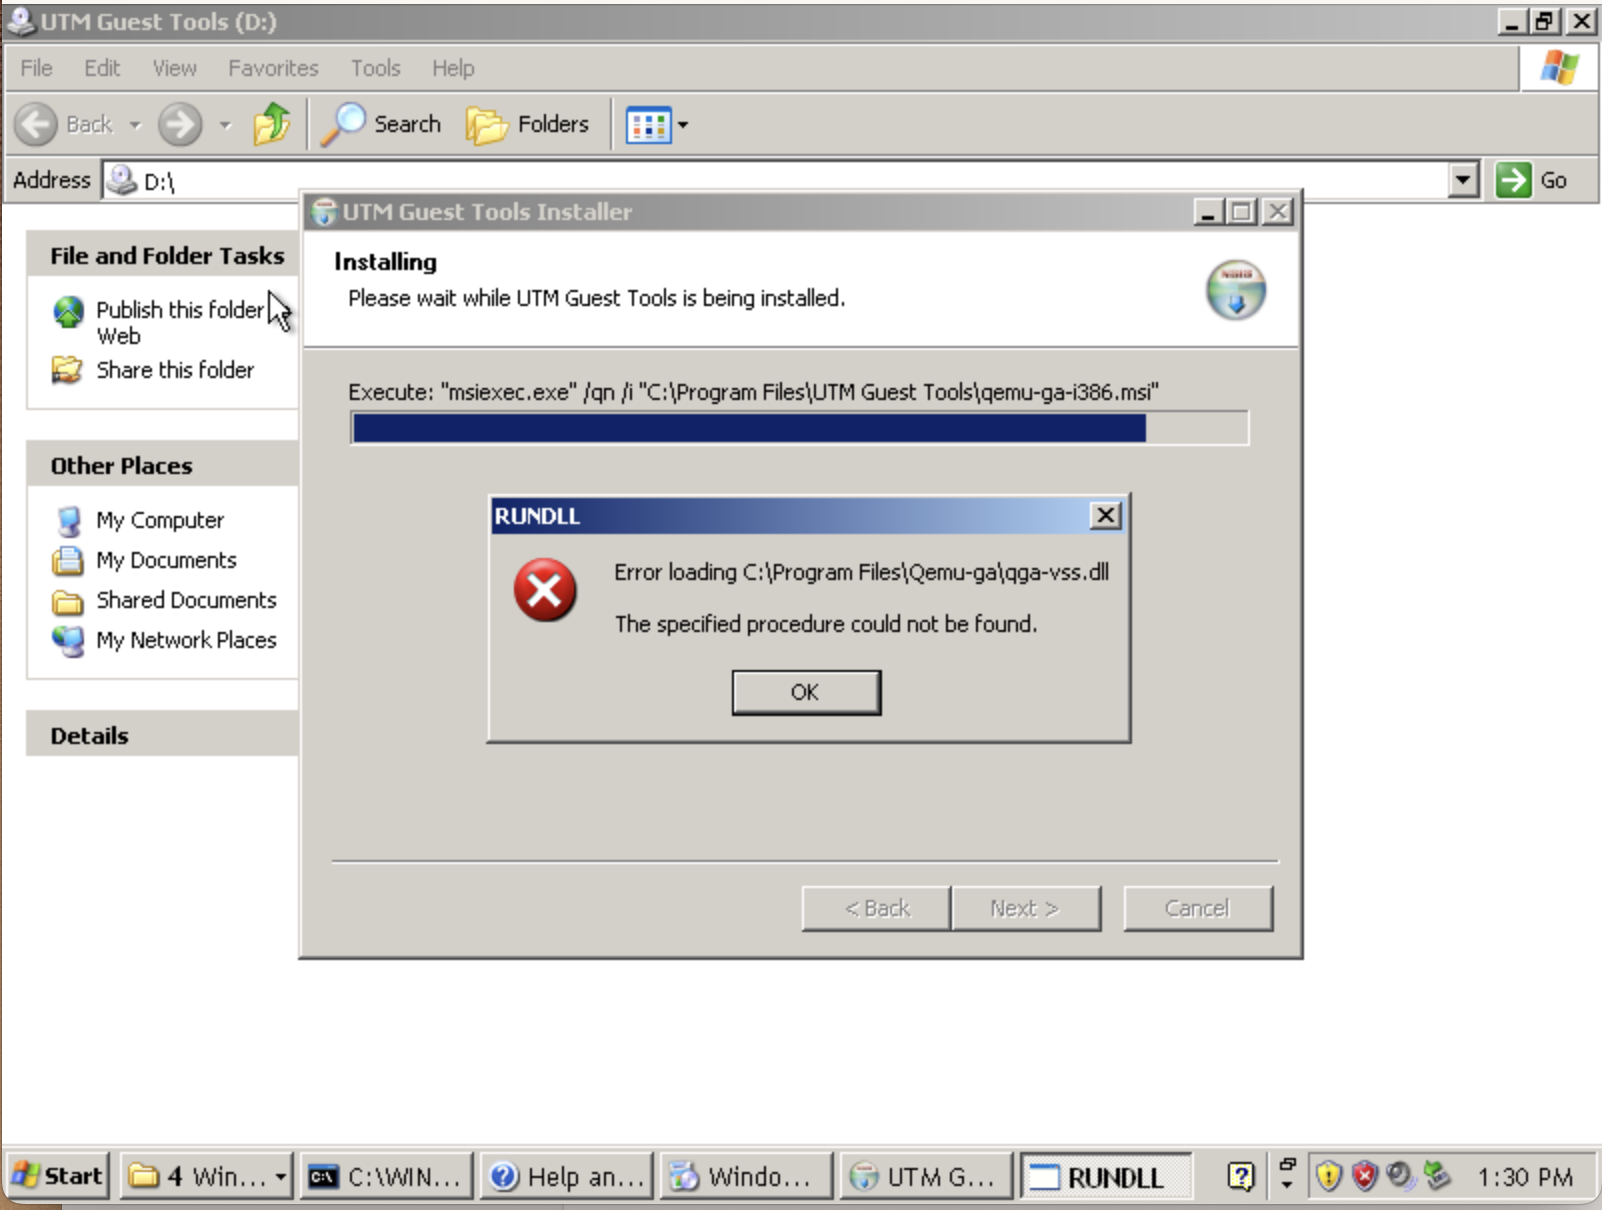 UTM Guest Tools (D:)
File Edit View Favorites Tools Help
Back Search Folders
Address D:\ Go
File and Folder Tasks
Publish this folder
Web
Share this folder
Other Places
My Computer
My Documents
Shared Documents
My Network Places
Details
UTM Guest Tools Installer
Installing
Please wait while UTM Guest Tools is being installed.
Execute: "msiexec.exe" /qn /i "C:\Program Files\UTM Guest Tools\qemu-ga-i386.msi"
RUNDLL
Error loading C:\Program Files\Qemu-ga\qga-vss.dll
The specified procedure could not be found.
OK
< Back Next > Cancel
Start 4 Win... C:\WIN... Help an... Windo... UTM G... RUNDLL 1:30 PM